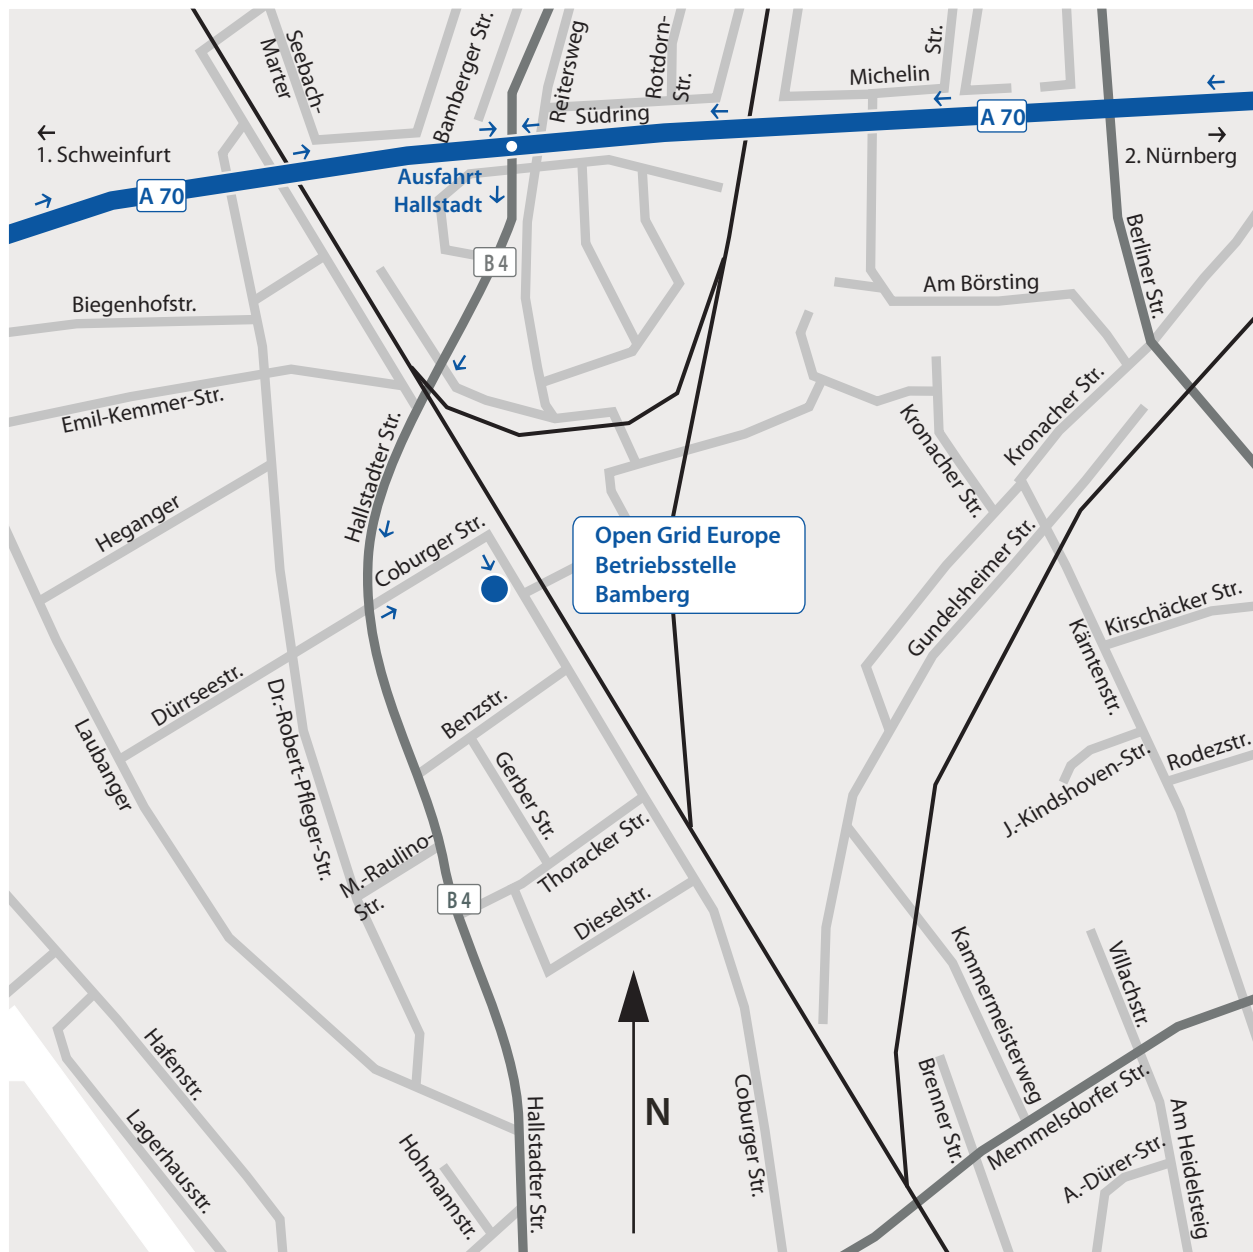 Seebach-
Marter
Bamberger Str.
Reitersweg
Rotdorn-
Str.
Südring
Michelin
Str.
A 70
1. Schweinfurt
2. Nürnberg
A 70
Ausfahrt
Hallstadt
B 4
Berliner Str.
Am Börsting
Biegenhofstr.
Emil-Kemmer-Str.
Hallstadter Str.
Kronacher Str.
Kronacher Str.
Heganger
Coburger Str.
Open Grid Europe
Betriebsstelle
Bamberg
Gundelsheimer Str.
Kirschäcker Str.
Kärntenstr.
Dürrseestr.
Dr.-Robert-Pfleger-Str.
Benzstr.
Laubanger
Gerber Str.
Rodezstr.
J.-Kindshoven-Str.
M.-Raulino-
Str.
Thoracker Str.
B 4
Dieselstr.
Kammermeisterweg
Villachstr.
Hafenstr.
Lagerhausstr.
Hohmannstr.
Hallstadter Str.
N
Coburger Str.
Brenner Str.
Memmelsdorfer Str.
A.-Dürer-Str.
Am Heidelsteig